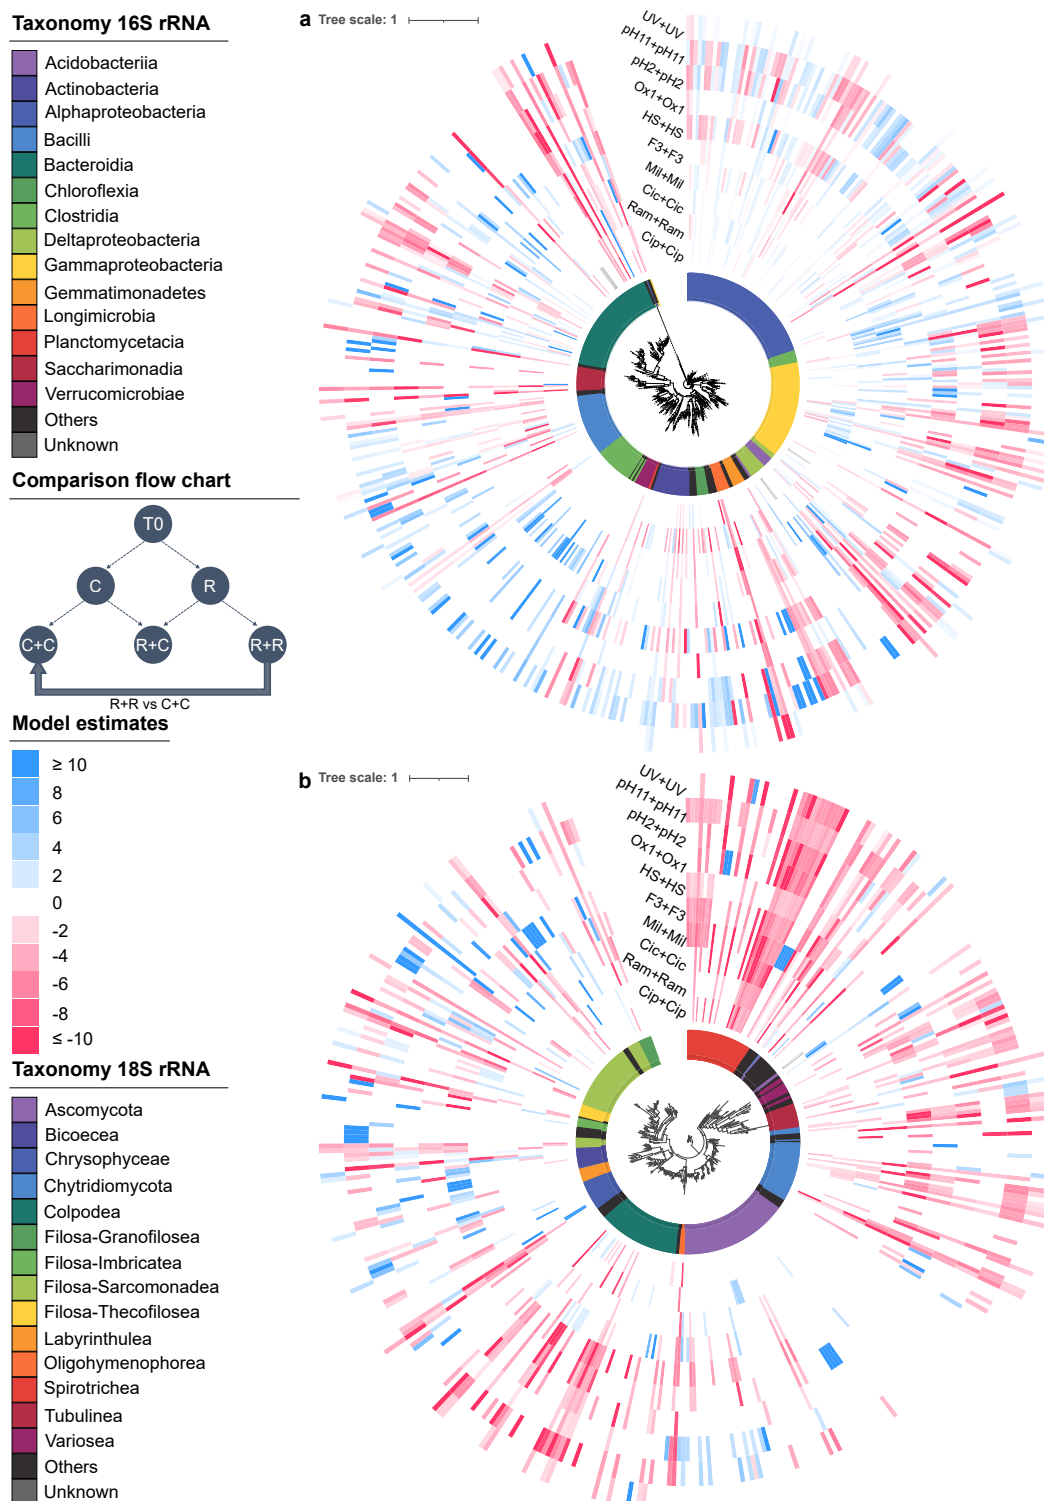 Taxonomy 16S rRNA
Acidobacteriia
Actinobacteria
Alphaproteobacteria
Bacilli
Bacteroidia
Chloroflexia
Clostridia
Deltaproteobacteria
Gammaproteobacteria
Gemmatimonadetes
Longimicrobia
Planctomycetacia
Saccharimonadia
Verrucomicrobiae
Others
Unknown
Comparison flow chart
T0
C
R
C+C
R+C
R+R
R+R vs C+C
Model estimates
≥ 10
8
6
4
2
0
-2
-4
-6
-8
≤ -10
Taxonomy 18S rRNA
Ascomycota
Bicoecea
Chrysophyceae
Chytridiomycota
Colpodea
Filosa-Granofilosea
Filosa-Imbricatea
Filosa-Sarcomonadea
Filosa-Thecofilosea
Labyrinthulea
Oligohymenophorea
Spirotrichea
Tubulinea
Variosea
Others
Unknown
a Tree scale: 1
UV+UV
pH11+pH11
pH2+pH2
Ox1+Ox1
HS+HS
F3+F3
Mil+Mil
Cic+Cic
Ram+Ram
Cip+Cip
b Tree scale: 1
UV+UV
pH11+pH11
pH2+pH2
Ox1+Ox1
HS+HS
F3+F3
Mil+Mil
Cic+Cic
Ram+Ram
Cip+Cip